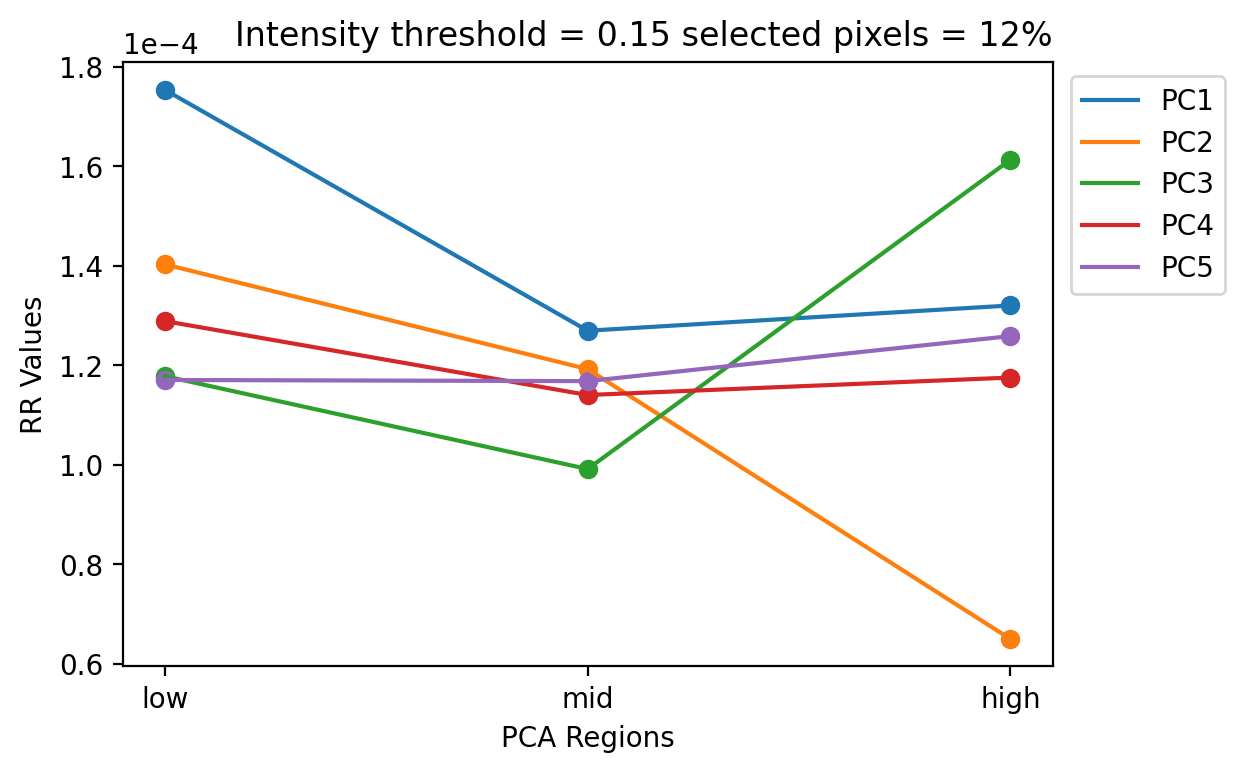 Intensity threshold = 0.15 selected pixels = 12%
1e−4
1.8
1.6
1.4
1.2
1.0
0.8
0.6
RR Values
low
mid
high
PCA Regions
PC1
PC2
PC3
PC4
PC5